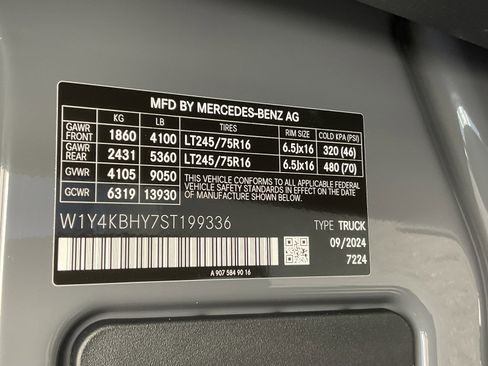 MFD BY MERCEDES-BENZ AG
KG LB TIRES RIM SIZE COLD KPA (PSI)
GAWR FRONT 1860 4100 LT245/75R16 6.5Jx16 320 (46)
GAWR REAR 2431 5360 LT245/75R16 6.5Jx16 480 (70)
GVWR 4105 9050
GCWR 6319 13930
THIS VEHICLE CONFORMS TO ALL APPLICABLE
U.S. FEDERAL MOTOR VEHICLE SAFETY STANDARDS IN EFFECT ON THE
DATE OF MANUFACTURE SHOWN ABOVE.
W1Y4KBHY7ST199336
TYPE TRUCK
09/2024
7224
A 907 584 90 16